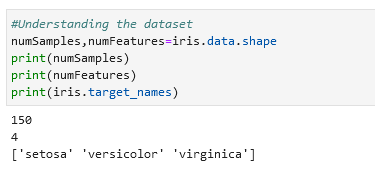 #Understanding the dataset
numSamples,numFeatures=iris.data.shape
print(numSamples)
print(numFeatures)
print(iris.target_names)
150
4
['setosa' 'versicolor' 'virginica']